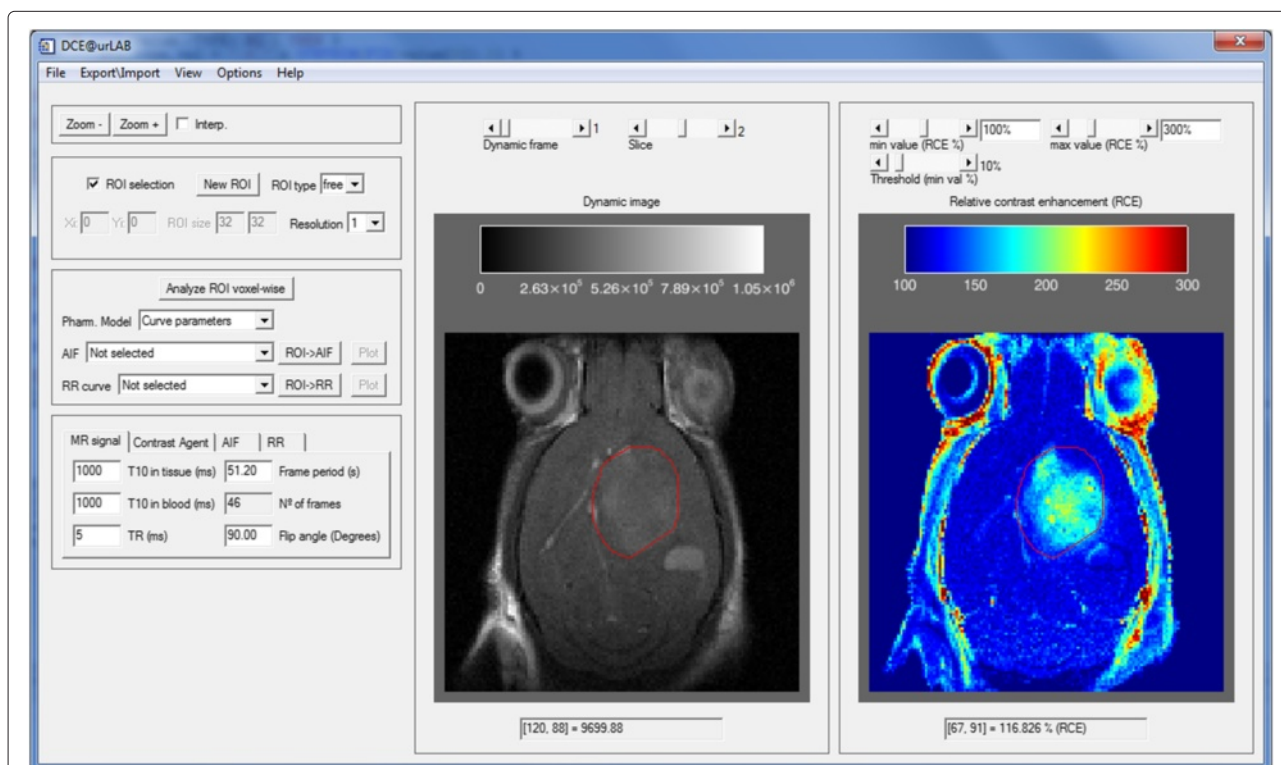 DCE@urLAB
File Export\Import View Options Help
Zoom - Zoom + Interp.
ROI selection New ROI ROI type free
Xi: 0 Yi: 0 ROI size 32 32 Resolution 1
Analyze ROI voxel-wise
Pharm. Model Curve parameters
AIF Not selected ROI->AIF Plot
RR curve Not selected ROI->RR Plot
MR signal Contrast Agent AIF RR
1000 T10 in tissue (ms) 51.20 Frame period (s)
1000 T10 in blood (ms) 46 Nº of frames
5 TR (ms) 90.00 Flip angle (Degrees)
1 2
Dynamic frame Slice
Dynamic image
0 2.63×10⁵ 5.26×10⁵ 7.89×10⁵ 1.05×10⁶
[120, 88] = 9699.88
100% 300%
min value (RCE %) max value (RCE %)
10%
Threshold (min val %)
Relative contrast enhancement (RCE)
100 150 200 250 300
[67, 91] = 116.826 % (RCE)